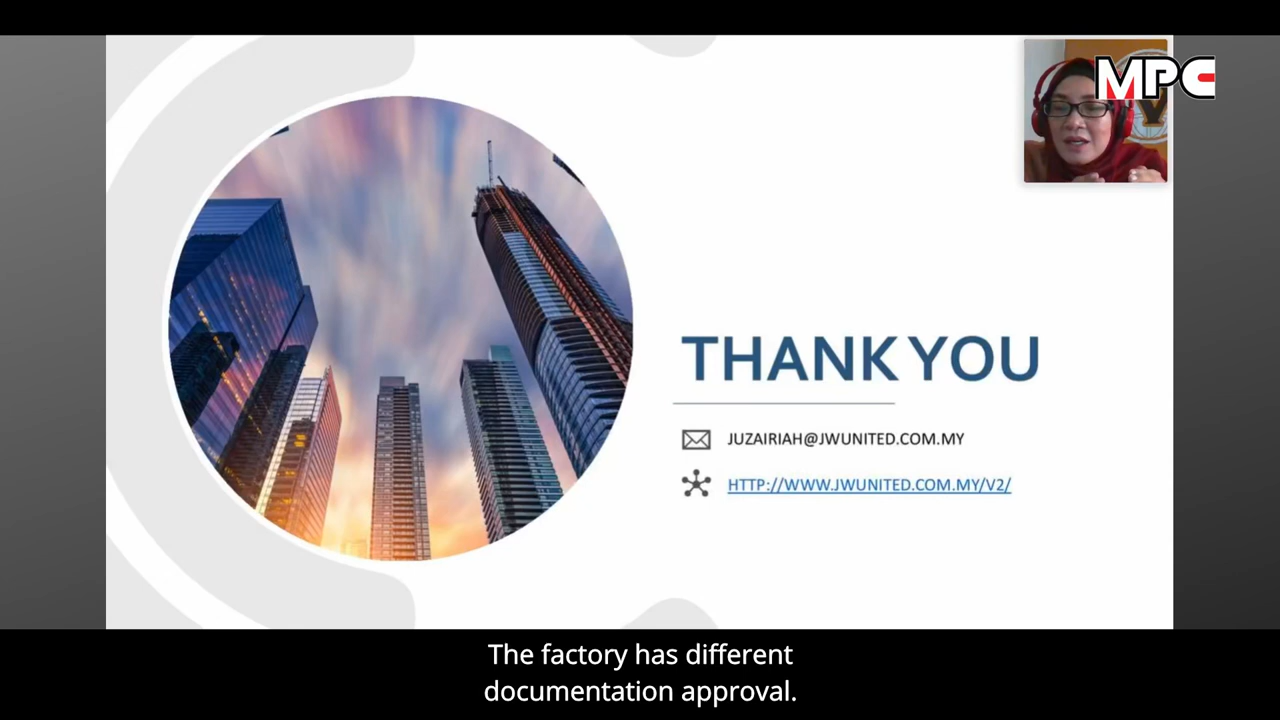 MPC
THANK YOU
JUZAIRIAH@JWUNITED.COM.MY
HTTP://WWW.JWUNITED.COM.MY/V2/
The factory has different
documentation approval.